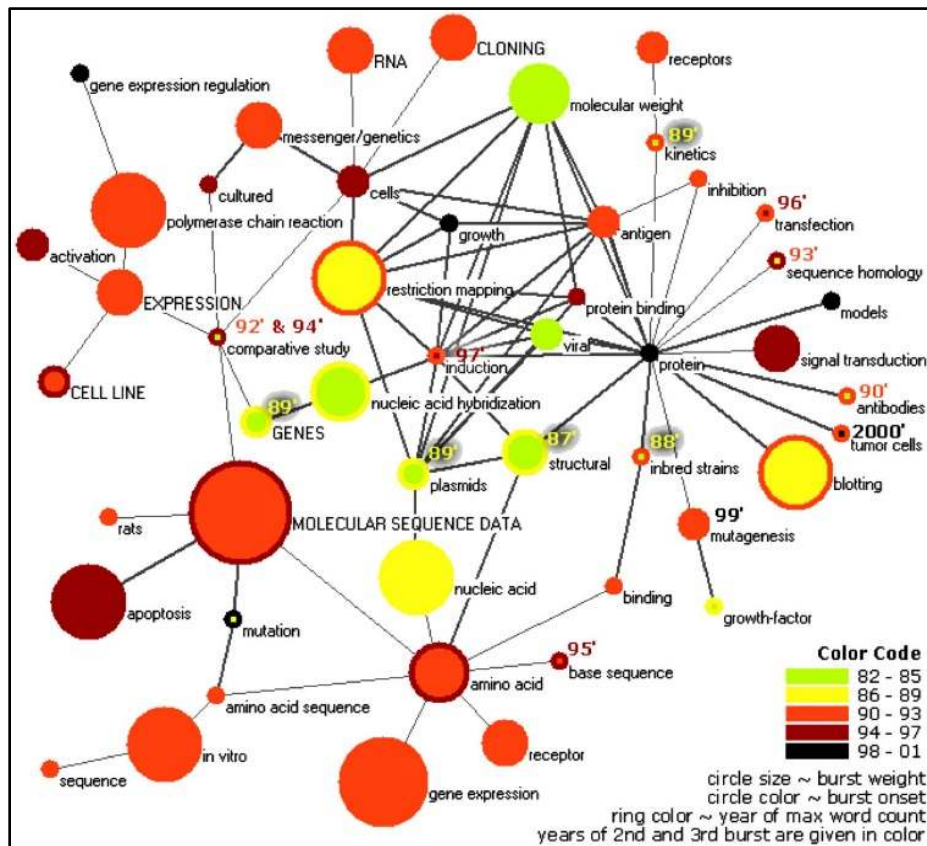 RNA
CLONING
receptors
gene expression regulation
molecular weight
messenger/genetics
89'
kinetics
cultured
cells
inhibition
polymerase chain reaction
96'
transfection
growth
antigen
activation
93'
sequence homology
EXPRESSION
restriction mapping
protein binding
models
92' & 94'
comparative study
viral
97'
induction
protein
signal transduction
CELL LINE
nucleic acid hybridization
90'
antibodies
89'
GENES
87'
structural
2000'
tumor cells
89'
plasmids
88'
inbred strains
blotting
rats
MOLECULAR SEQUENCE DATA
99'
mutagenesis
nucleic acid
apoptosis
binding
growth-factor
mutation
95'
base sequence
amino acid
amino acid sequence
in vitro
receptor
sequence
gene expression
Color Code
82 - 85
86 - 89
90 - 93
94 - 97
98 - 01
circle size ~ burst weight
circle color ~ burst onset
ring color ~ year of max word count
years of 2nd and 3rd burst are given in color